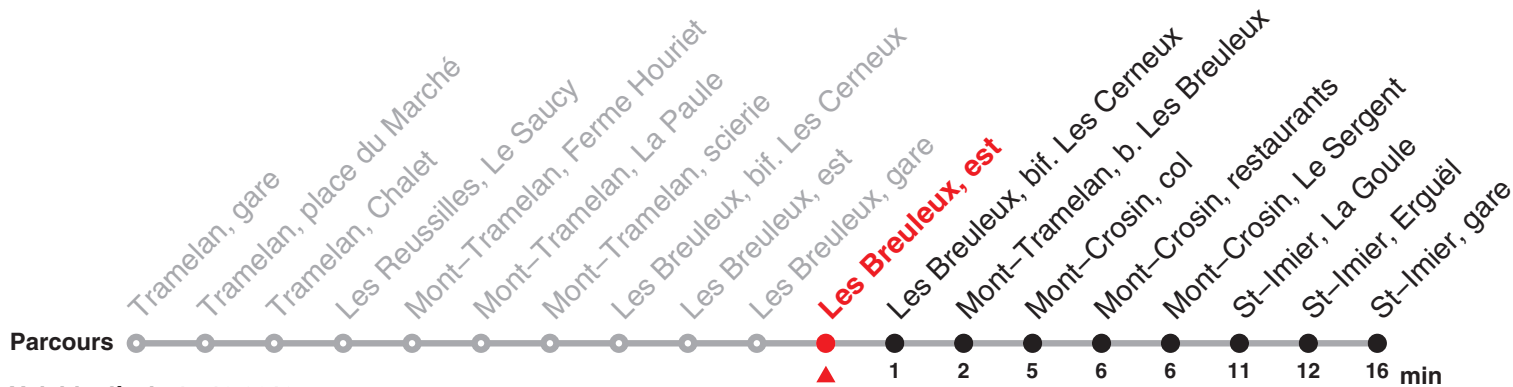 Tramelan, gare
Tramelan, place du Marché
Tramelan, Chalet
Les Reussilles, Le Saucy
Mont–Tramelan, Ferme Houriet
Mont–Tramelan, La Paule
Mont–Tramelan, scierie
Les Breuleux, bif. Les Cerneux
Les Breuleux, est
Les Breuleux, gare
Les Breuleux, est
Les Breuleux, bif. Les Cerneux
Mont–Tramelan, b. Les Breuleux
Mont–Crosin, col
Mont–Crosin, restaurants
Mont–Crosin, Le Sergent
St–Imier, La Goule
St–Imier, Erguël
St–Imier, gare
Parcours
1 2 5 6 6 11 12 16 min